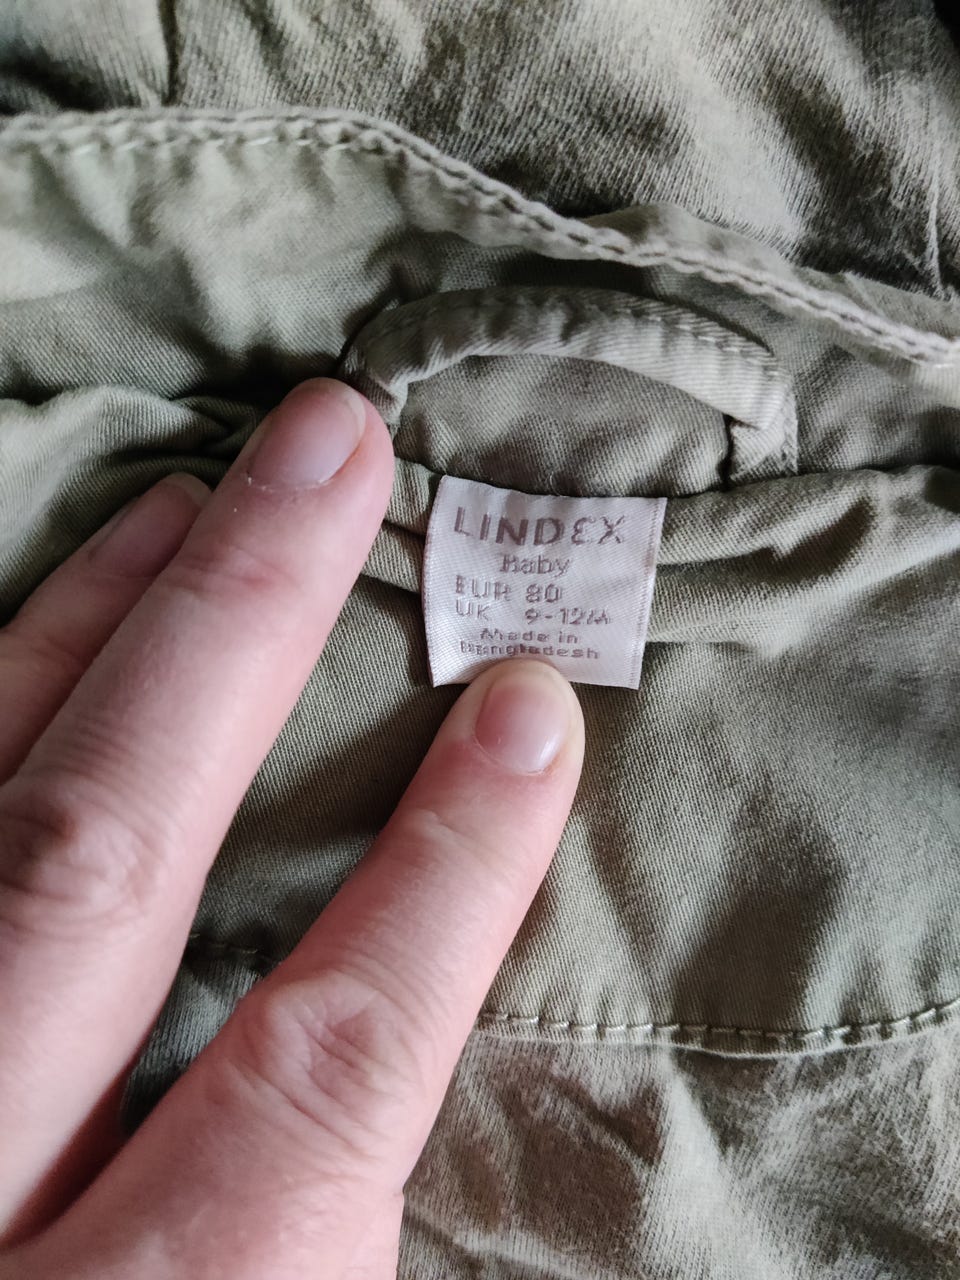 LINDEX
Baby
EUR 80
UK 9-12M
Made in
Bangladesh